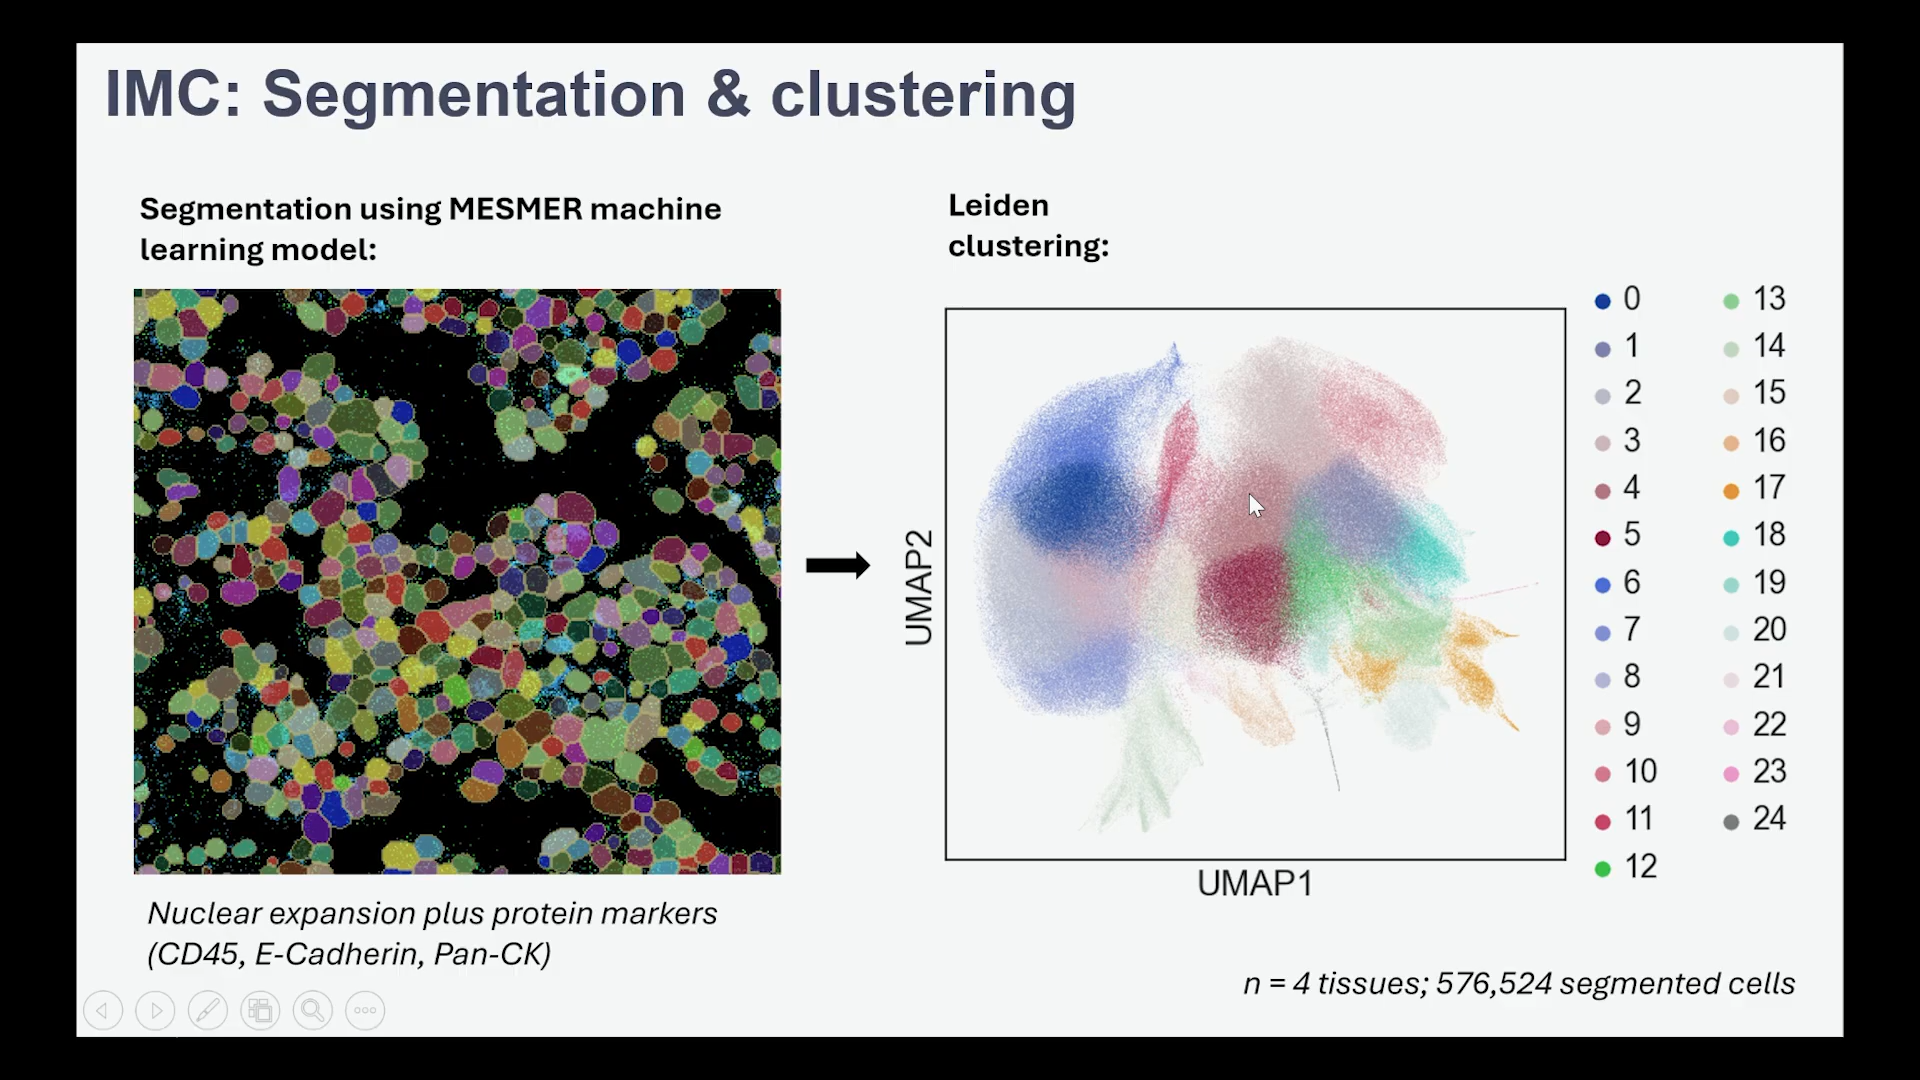 IMC: Segmentation & clustering
Segmentation using MESMER machine
learning model:
Nuclear expansion plus protein markers
(CD45, E-Cadherin, Pan-CK)
Leiden
clustering:
UMAP2
UMAP1
0
1
2
3
4
5
6
7
8
9
10
11
12
13
14
15
16
17
18
19
20
21
22
23
24
n = 4 tissues; 576,524 segmented cells